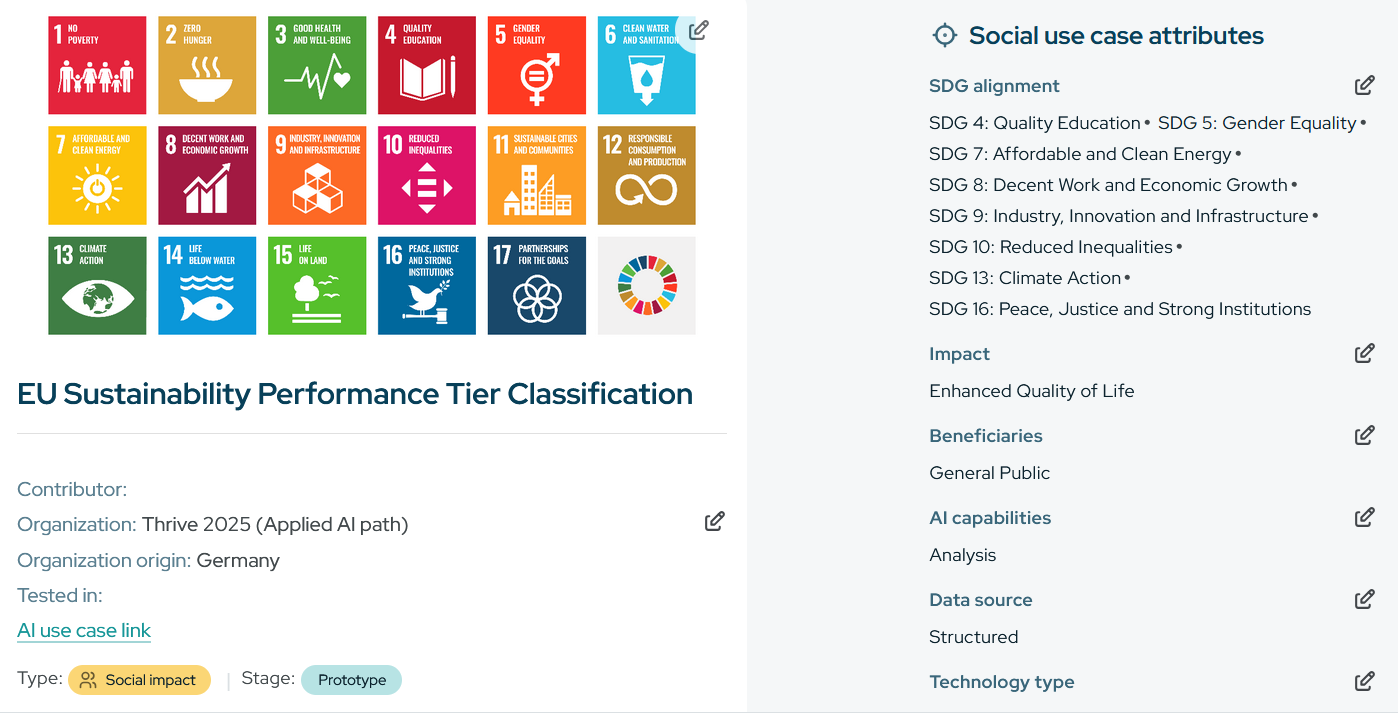 1 NO POVERTY
2 ZERO HUNGER
3 GOOD HEALTH AND WELL-BEING
4 QUALITY EDUCATION
5 GENDER EQUALITY
6 CLEAN WATER AND SANITATION
7 AFFORDABLE AND CLEAN ENERGY
8 DECENT WORK AND ECONOMIC GROWTH
9 INDUSTRY, INNOVATION AND INFRASTRUCTURE
10 REDUCED INEQUALITIES
11 SUSTAINABLE CITIES AND COMMUNITIES
12 RESPONSIBLE CONSUMPTION AND PRODUCTION
13 CLIMATE ACTION
14 LIFE BELOW WATER
15 LIFE ON LAND
16 PEACE, JUSTICE AND STRONG INSTITUTIONS
17 PARTNERSHIPS FOR THE GOALS
EU Sustainability Performance Tier Classification
Contributor:
Organization: Thrive 2025 (Applied AI path)
Organization origin: Germany
Tested in:
AI use case link
Type: Social impact | Stage: Prototype
Social use case attributes
SDG alignment
SDG 4: Quality Education • SDG 5: Gender Equality •
SDG 7: Affordable and Clean Energy •
SDG 8: Decent Work and Economic Growth •
SDG 9: Industry, Innovation and Infrastructure •
SDG 10: Reduced Inequalities •
SDG 13: Climate Action •
SDG 16: Peace, Justice and Strong Institutions
Impact
Enhanced Quality of Life
Beneficiaries
General Public
AI capabilities
Analysis
Data source
Structured
Technology type